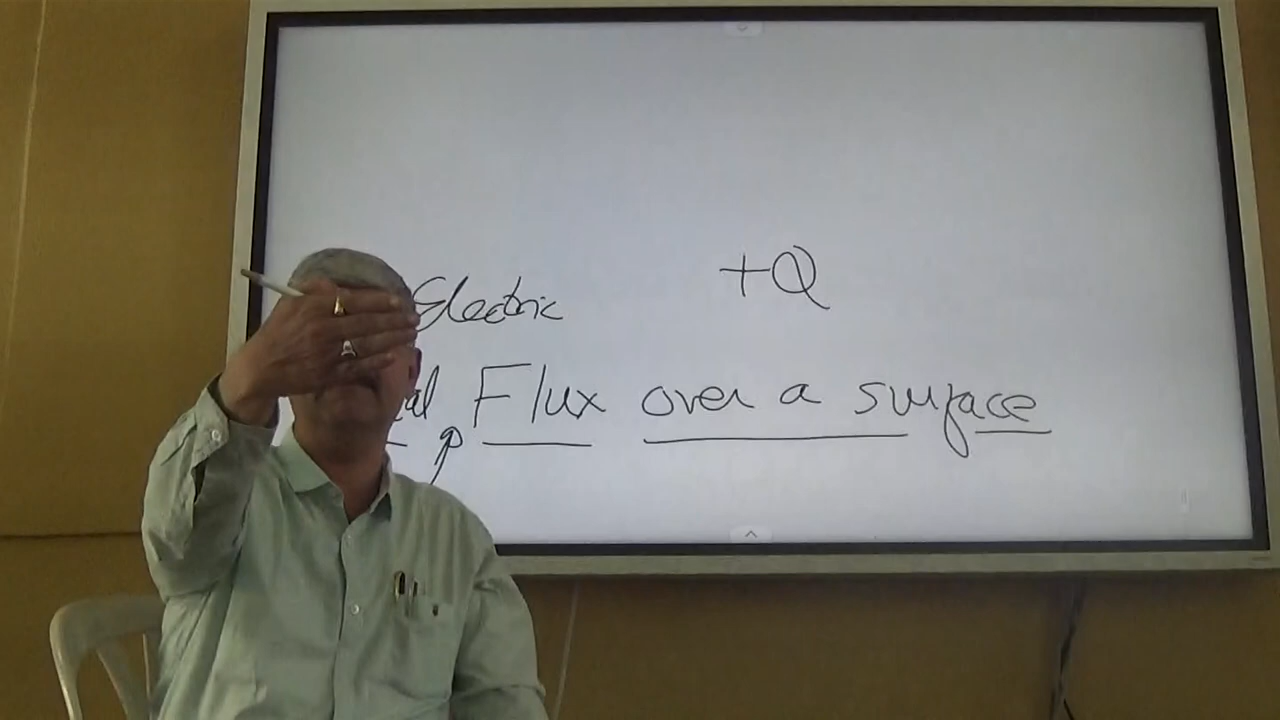 Electric
+Q
Flux over a surface